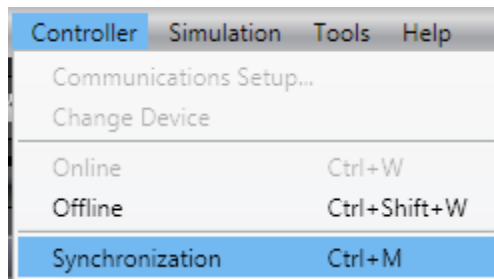 Controller Simulation Tools Help
Communications Setup...
Change Device
Online Ctrl+W
Offline Ctrl+Shift+W
Synchronization Ctrl+M